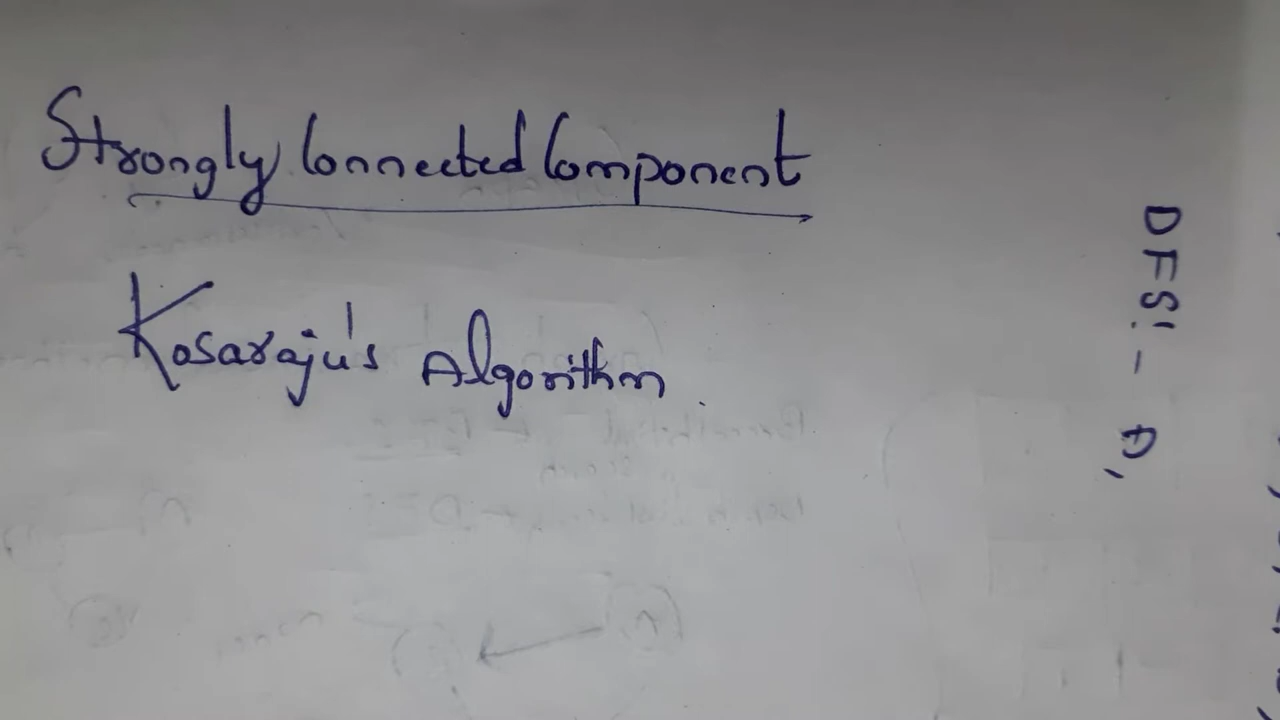 Strongly Connected Component
Kosaraju's Algorithm.
DFS: - A,